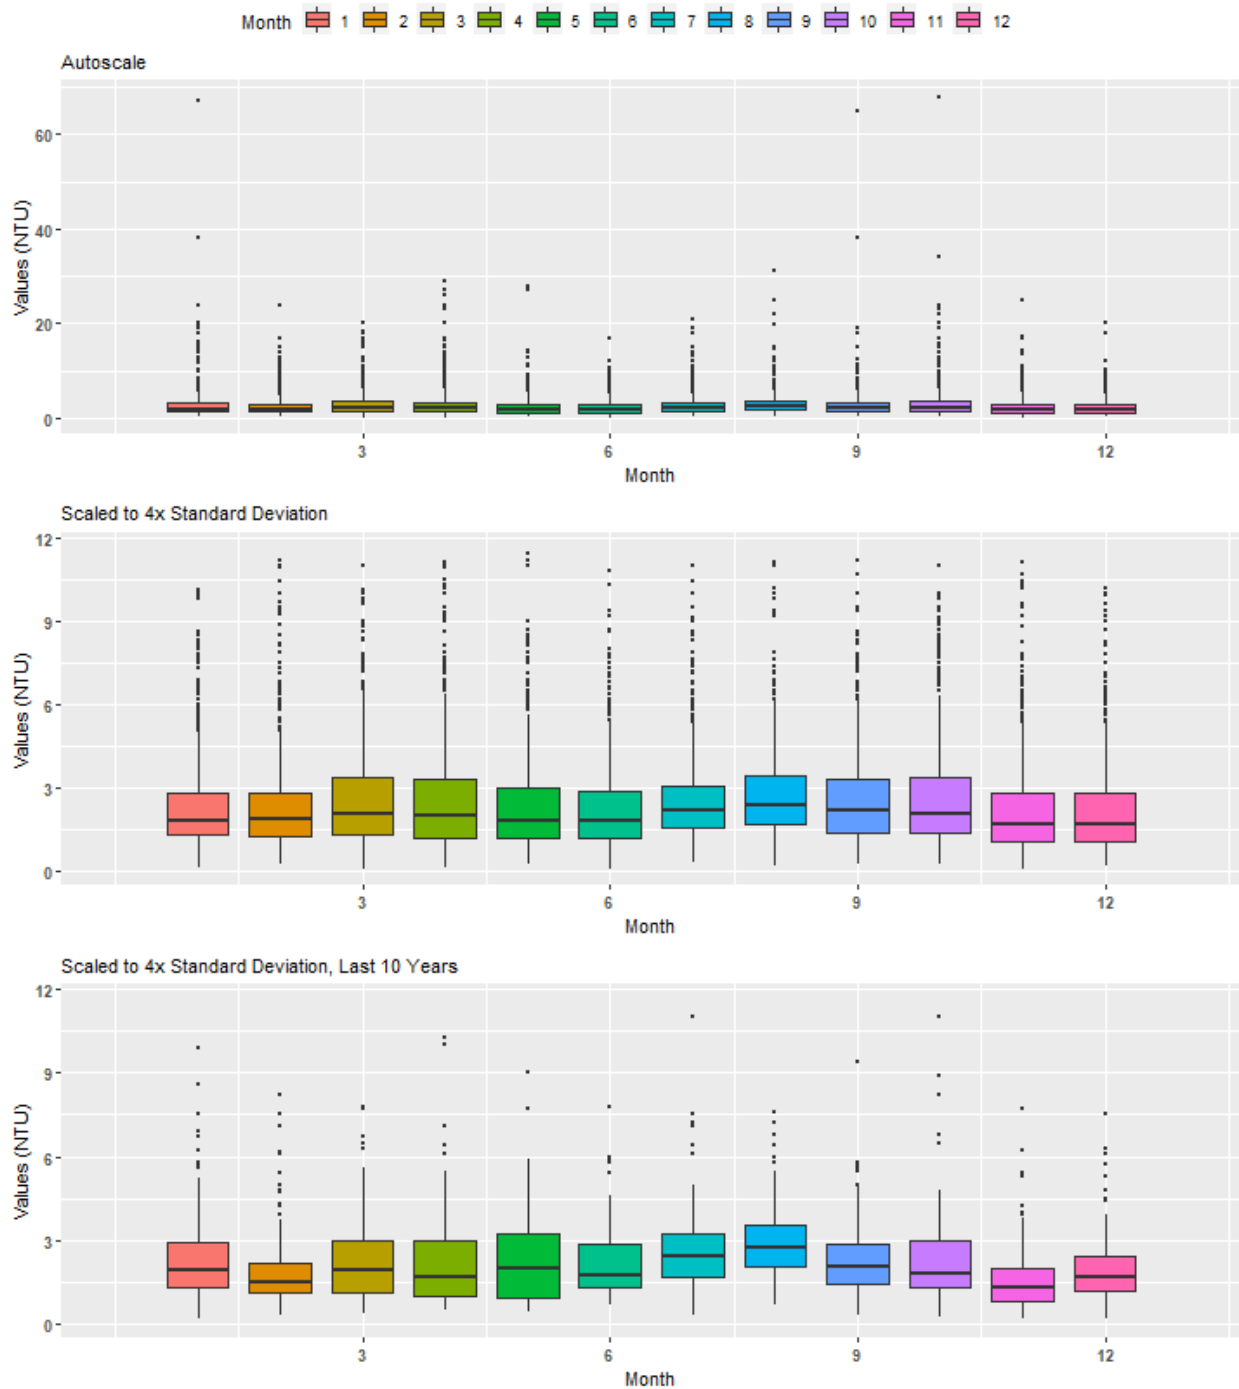 Month 1 2 3 4 5 6 7 8 9 10 11 12
Autoscale
60
40
20
0
Values (NTU)
3 6 9 12
Month
Scaled to 4x Standard Deviation
12
9
6
3
0
Values (NTU)
3 6 9 12
Month
Scaled to 4x Standard Deviation, Last 10 Years
12
9
6
3
0
Values (NTU)
3 6 9 12
Month